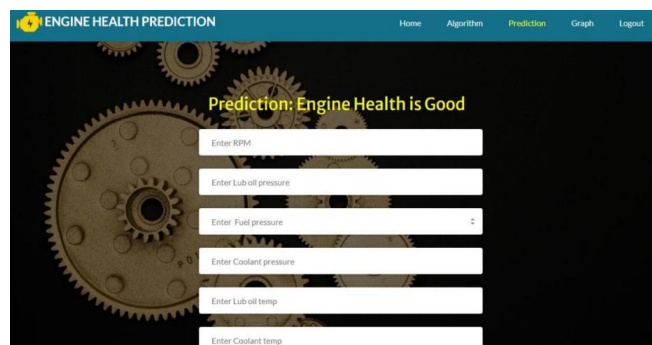 ENGINE HEALTH PREDICTION
Home Algorithm Prediction Graph Logout
Prediction: Engine Health is Good
Enter RPM
Enter Lub oil pressure
Enter Fuel pressure
Enter Coolant pressure
Enter Lub oil temp
Enter Coolant temp